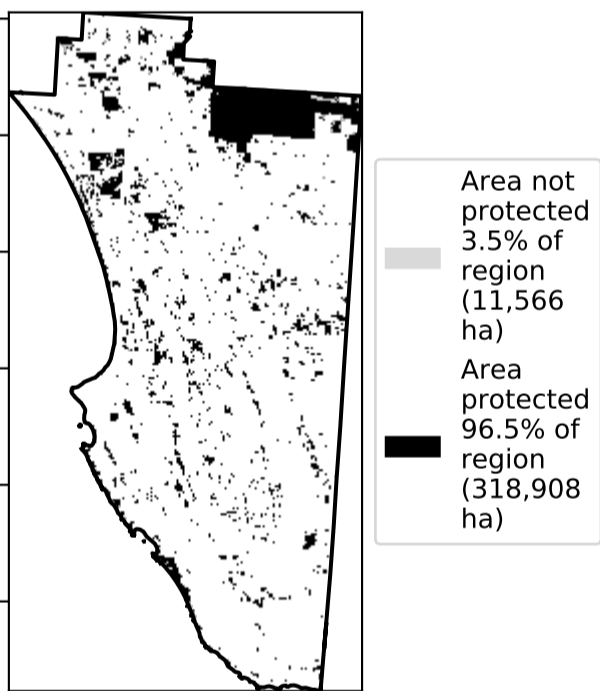 Area not
protected
3.5% of
region
(11,566
ha)
Area
protected
96.5% of
region
(318,908
ha)